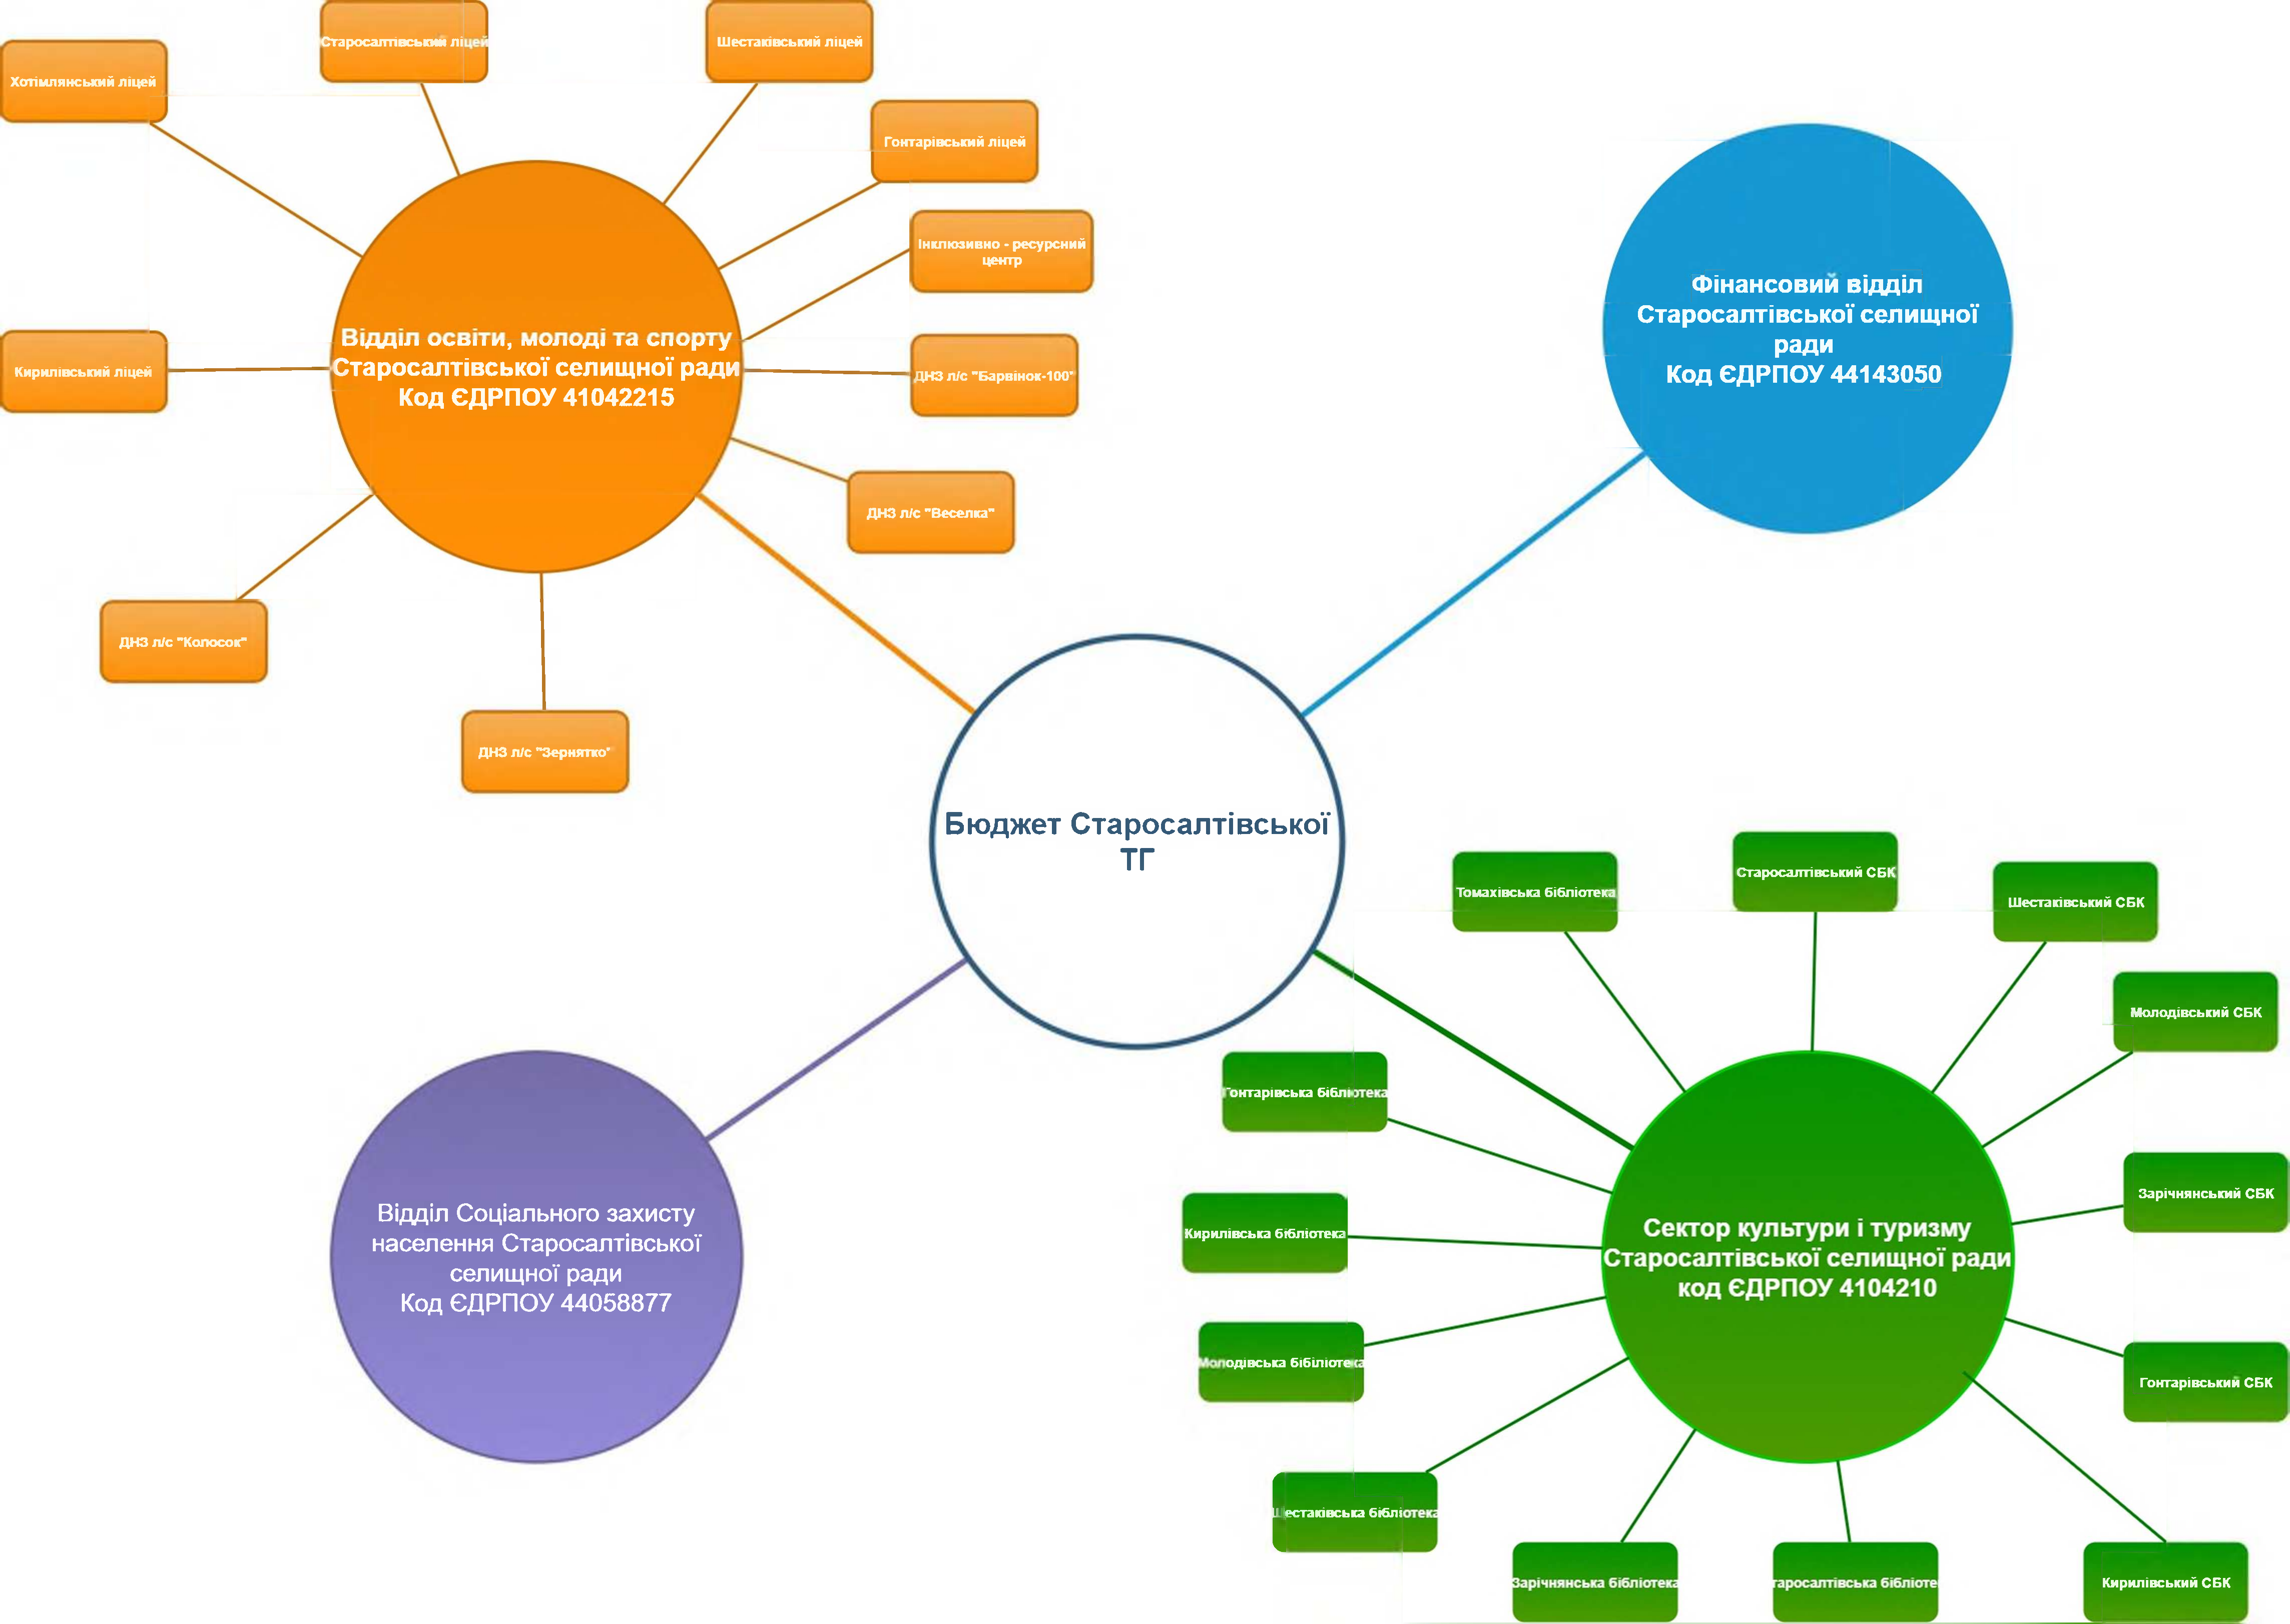 Старосалтівський ліцей
Шестаківський ліцей
Хотімлянський ліцей
Гонтарівський ліцей
Інклюзивно - ресурсний
центр
Відділ освіти, молоді та спорту
Старосалтівської селищної ради
Код ЄДРПОУ 41042215
Кирилівський ліцей
ДНЗ л/с "Барвінок-100"
ДНЗ л/с "Веселка"
ДНЗ л/с "Колосок"
ДНЗ л/с "Зернятко"
Фінансовий відділ
Старосалтівської селищної
ради
Код ЄДРПОУ 44143050
Бюджет Старосалтівської
ТГ
Відділ Соціального захисту
населення Старосалтівської
селищної ради
Код ЄДРПОУ 44058877
Томахівська бібліотека
Старосалтівський СБК
Шестаківський СБК
Молодівський СБК
Гонтарівська бібліотека
Зарічнянський СБК
Кирилівська бібліотека
Сектор культури і туризму
Старосалтівської селищної ради
код ЄДРПОУ 4104210
Молодівська бібіліотека
Гонтарівський СБК
Шестаківська бібліотека
Зарічнянська бібліотека
таросалтівська бібліоте
Кирилівський СБК